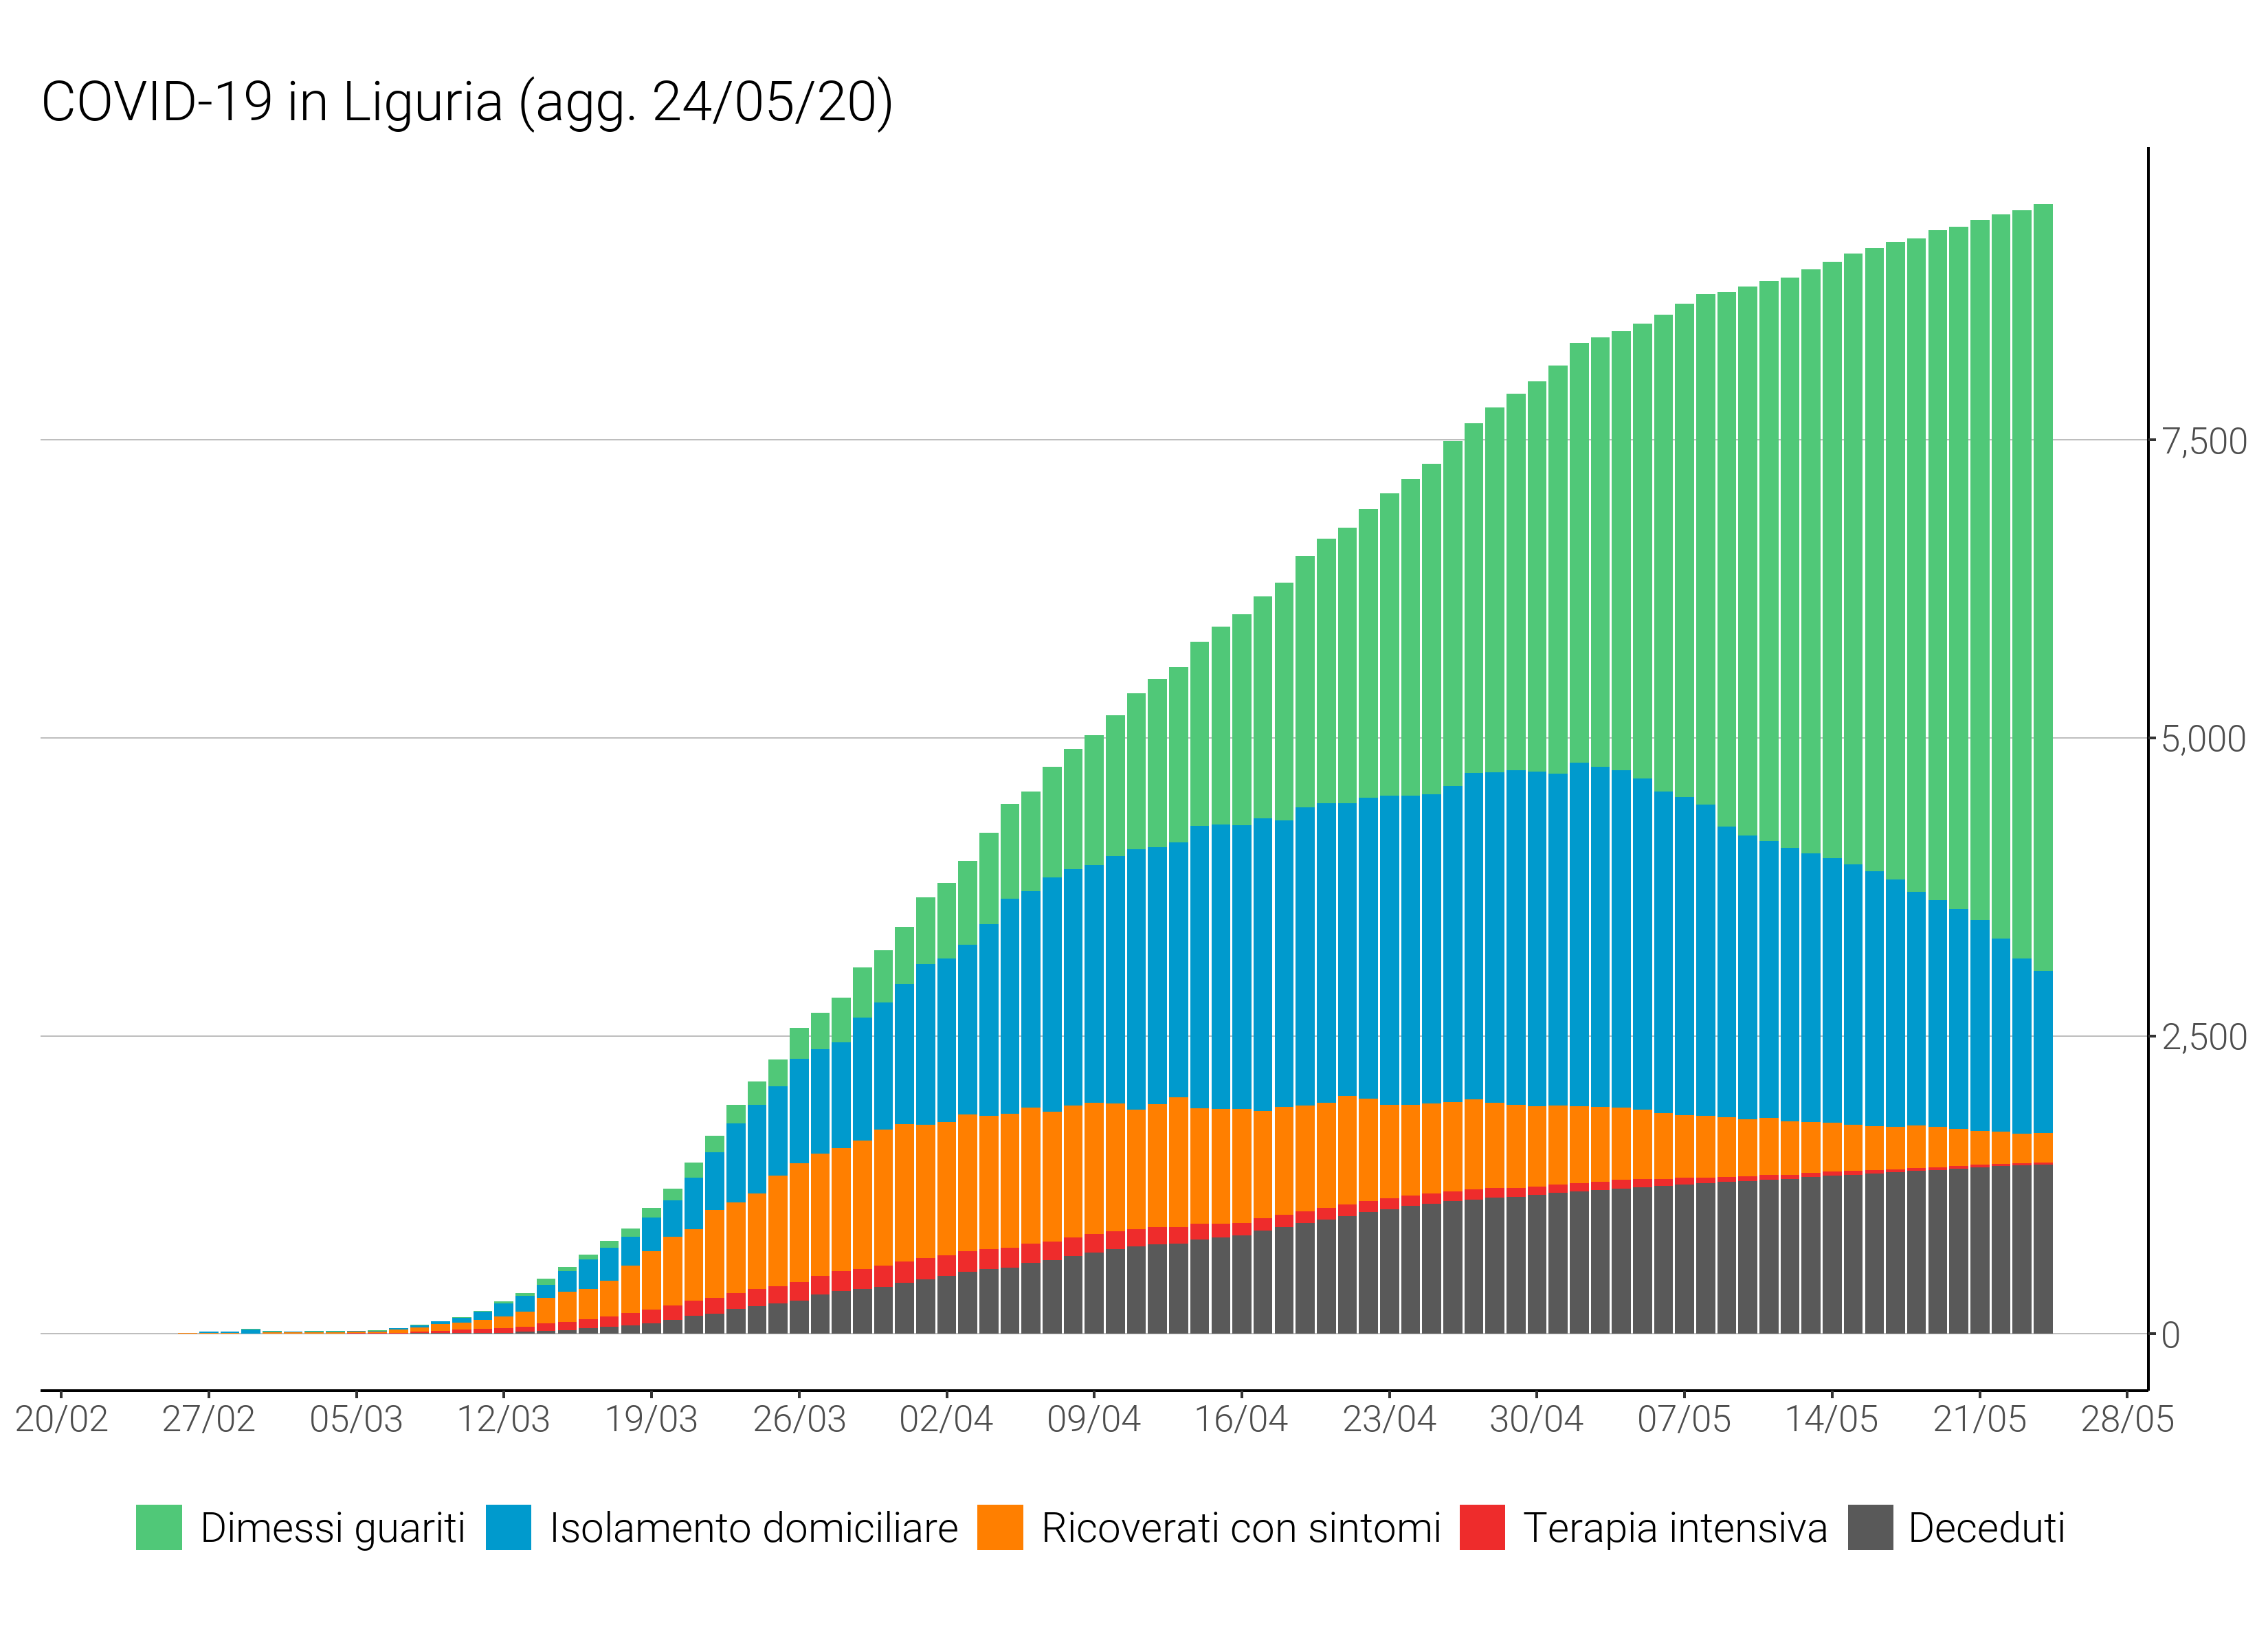 COVID-19 in Liguria (agg. 24/05/20)
7,500
5,000
2,500
0
20/02 27/02 05/03 12/03 19/03 26/03 02/04 09/04 16/04 23/04 30/04 07/05 14/05 21/05 28/05
Dimessi guariti Isolamento domiciliare Ricoverati con sintomi Terapia intensiva Deceduti